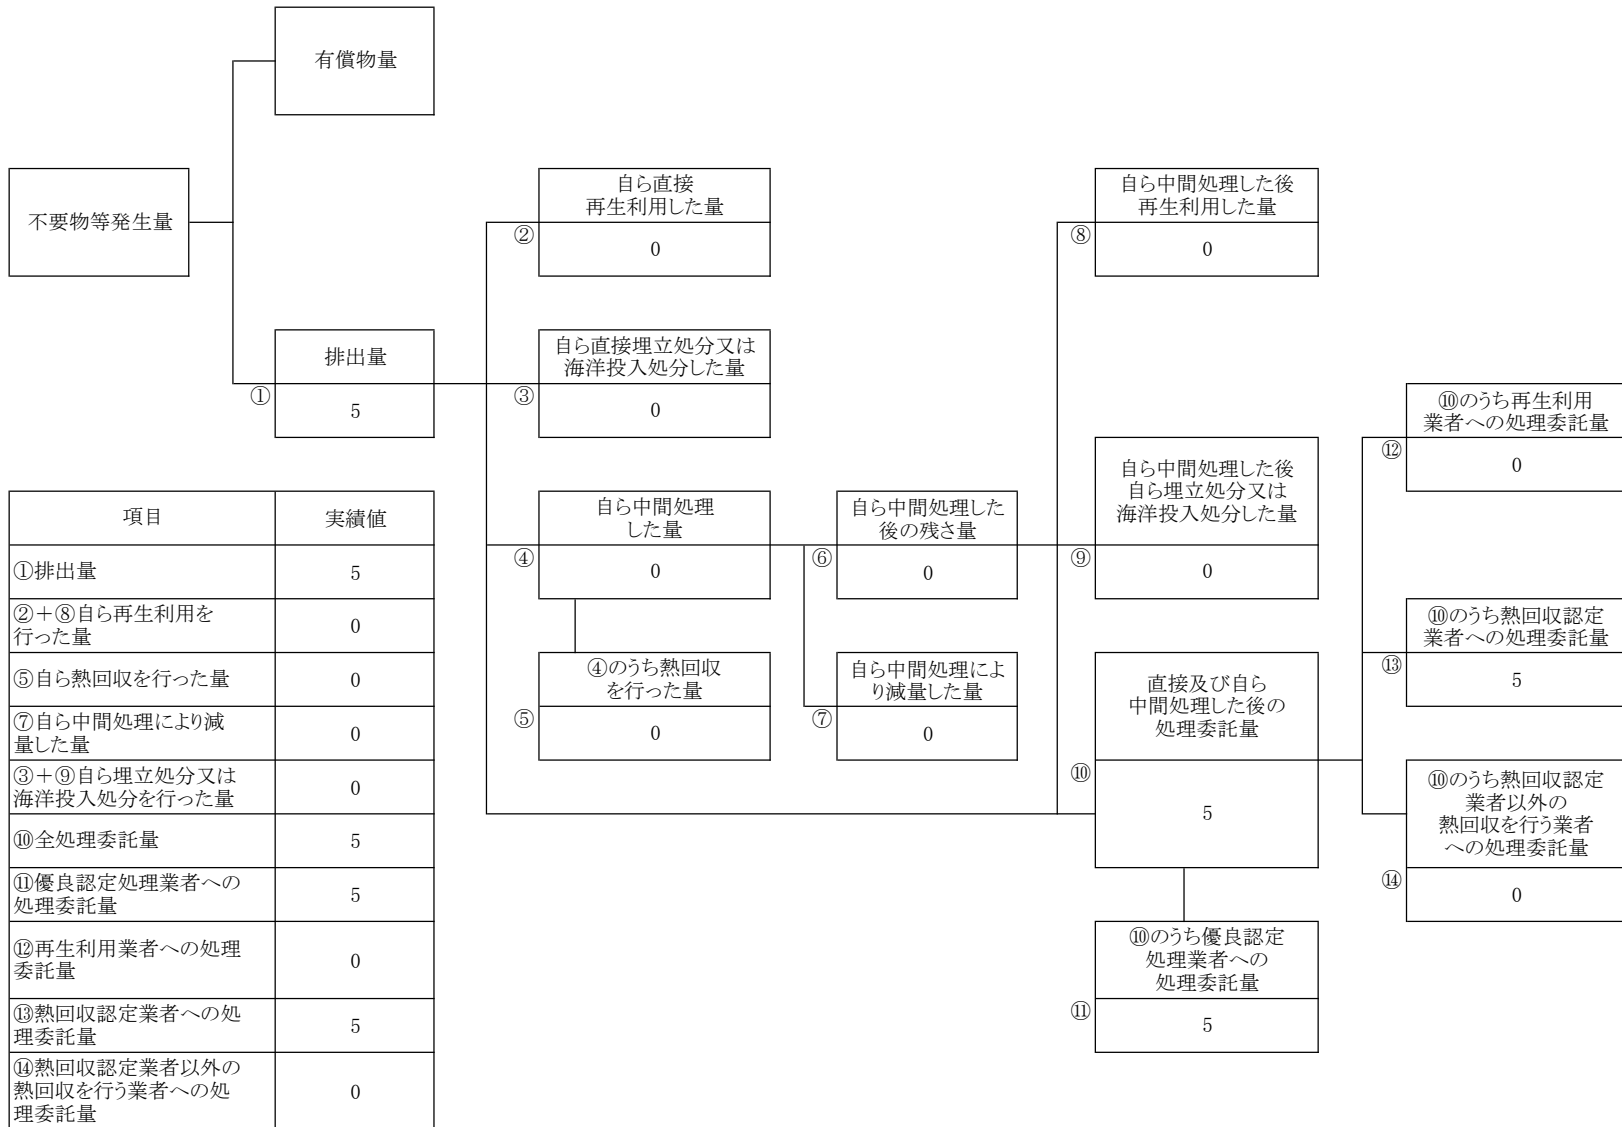 有償物量
不要物等発生量
自ら直接
再生利用した量
②
0
自ら中間処理した後
再生利用した量
⑧
0
排出量
①
5
自ら直接埋立処分又は
海洋投入処分した量
③
0
⑩のうち再生利用
業者への処理委託量
⑫
0
自ら中間処理した後
自ら埋立処分又は
海洋投入処分した量
⑨
0
自ら中間処理
した量
④
0
自ら中間処理した
後の残さ量
⑥
0
④のうち熱回収
を行った量
⑤
0
自ら中間処理によ
り減量した量
⑦
0
直接及び自ら
中間処理した後の
処理委託量
⑩
5
⑩のうち熱回収認定
業者への処理委託量
⑬
5
⑩のうち熱回収認定
業者以外の
熱回収を行う業者
への処理委託量
⑭
0
⑩のうち優良認定
処理業者への
処理委託量
⑪
5
項目 実績値
①排出量 5
②+⑧自ら再生利用を
行った量 0
⑤自ら熱回収を行った量 0
⑦自ら中間処理により減
量した量 0
③+⑨自ら埋立処分又は
海洋投入処分を行った量 0
⑩全処理委託量 5
⑪優良認定処理業者への
処理委託量 5
⑫再生利用業者への処理
委託量 0
⑬熱回収認定業者への処
理委託量 5
⑭熱回収認定業者以外の
熱回収を行う業者への処
理委託量 0